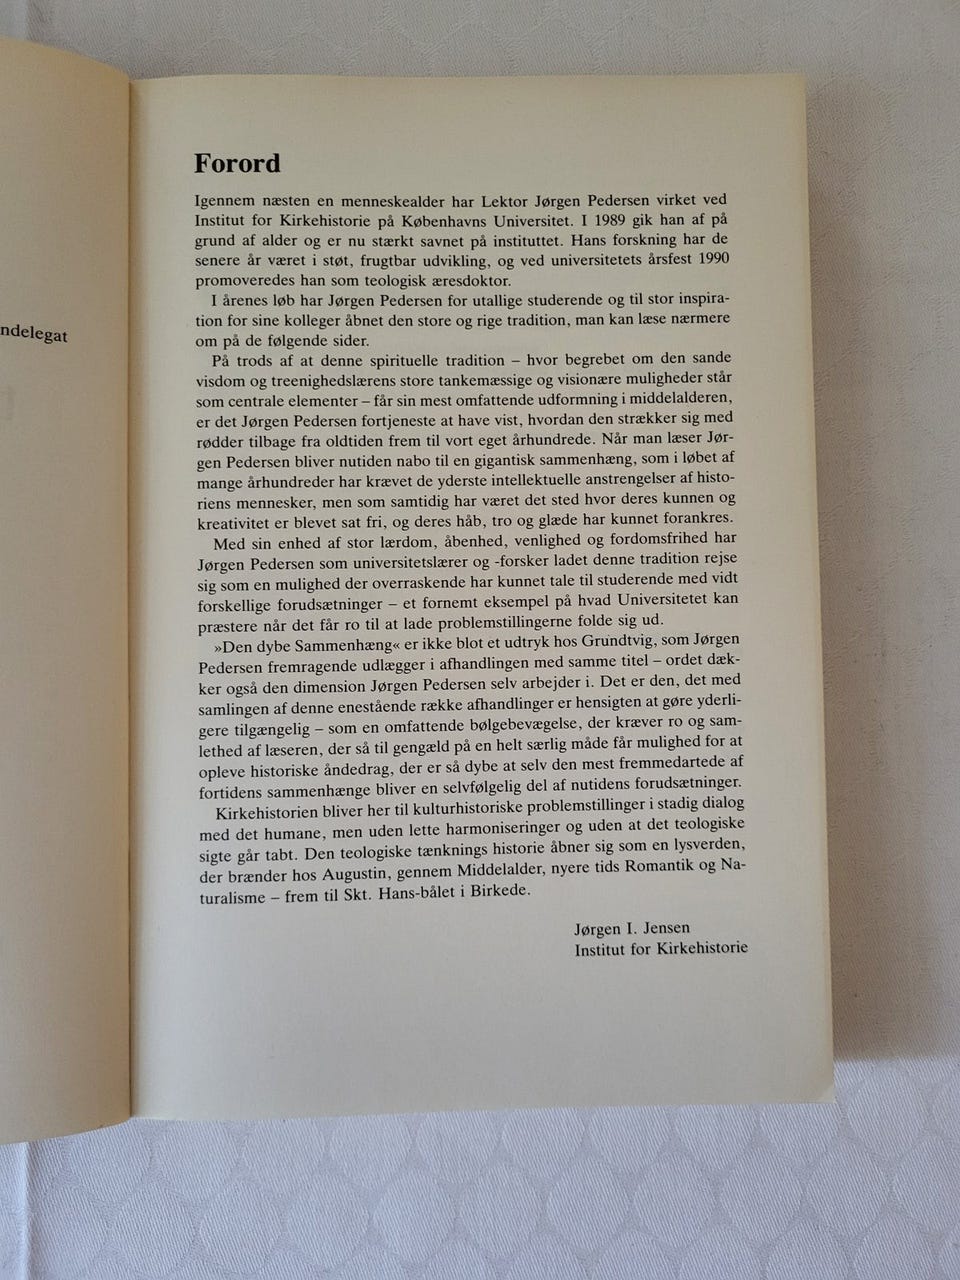 ndelegat
Forord
Igennem næsten en menneskealder har Lektor Jørgen Pedersen virket ved
Institut for Kirkehistorie på Københavns Universitet. I 1989 gik han af på
grund af alder og er nu stærkt savnet på instituttet. Hans forskning har de
senere år været i støt, frugtbar udvikling, og ved universitetets årsfest 1990
promoveredes han som teologisk æresdoktor.
I årenes løb har Jørgen Pedersen for utallige studerende og til stor inspira-
tion for sine kolleger åbnet den store og rige tradition, man kan læse nærmere
om på de følgende sider.
På trods af at denne spirituelle tradition – hvor begrebet om den sande
visdom og treenighedslærens store tankemæssige og visionære muligheder står
som centrale elementer – får sin mest omfattende udformning i middelalderen,
er det Jørgen Pedersen fortjeneste at have vist, hvordan den strækker sig med
rødder tilbage fra oldtiden frem til vort eget århundrede. Når man læser Jør-
gen Pedersen bliver nutiden nabo til en gigantisk sammenhæng, som i løbet af
mange århundreder har krævet de yderste intellektuelle anstrengelser af histo-
riens mennesker, men som samtidig har været det sted hvor deres kunnen og
kreativitet er blevet sat fri, og deres håb, tro og glæde har kunnet forankres.
Med sin enhed af stor lærdom, åbenhed, venlighed og fordomsfrihed har
Jørgen Pedersen som universitetslærer og -forsker ladet denne tradition rejse
sig som en mulighed der overraskende har kunnet tale til studerende med vidt
forskellige forudsætninger – et fornemt eksempel på hvad Universitetet kan
præstere når det får ro til at lade problemstillingerne folde sig ud.
»Den dybe Sammenhæng« er ikke blot et udtryk hos Grundtvig, som Jørgen
Pedersen fremragende udlægger i afhandlingen med samme titel – ordet dæk-
ker også den dimension Jørgen Pedersen selv arbejder i. Det er den, det med
samlingen af denne enestående række afhandlinger er hensigten at gøre yderli-
gere tilgængelig – som en omfattende bølgebevægelse, der kræver ro og sam-
lethed af læseren, der så til gengæld på en helt særlig måde får mulighed for at
opleve historiske åndedrag, der er så dybe at selv den mest fremmedartede af
fortidens sammenhænge bliver en selvfølgelig del af nutidens forudsætninger.
Kirkehistorien bliver her til kulturhistoriske problemstillinger i stadig dialog
med det humane, men uden lette harmoniseringer og uden at det teologiske
sigte går tabt. Den teologiske tænknings historie åbner sig som en lysverden,
der brænder hos Augustin, gennem Middelalder, nyere tids Romantik og Na-
turalisme – frem til Skt. Hans-bålet i Birkede.
Jørgen I. Jensen
Institut for Kirkehistorie